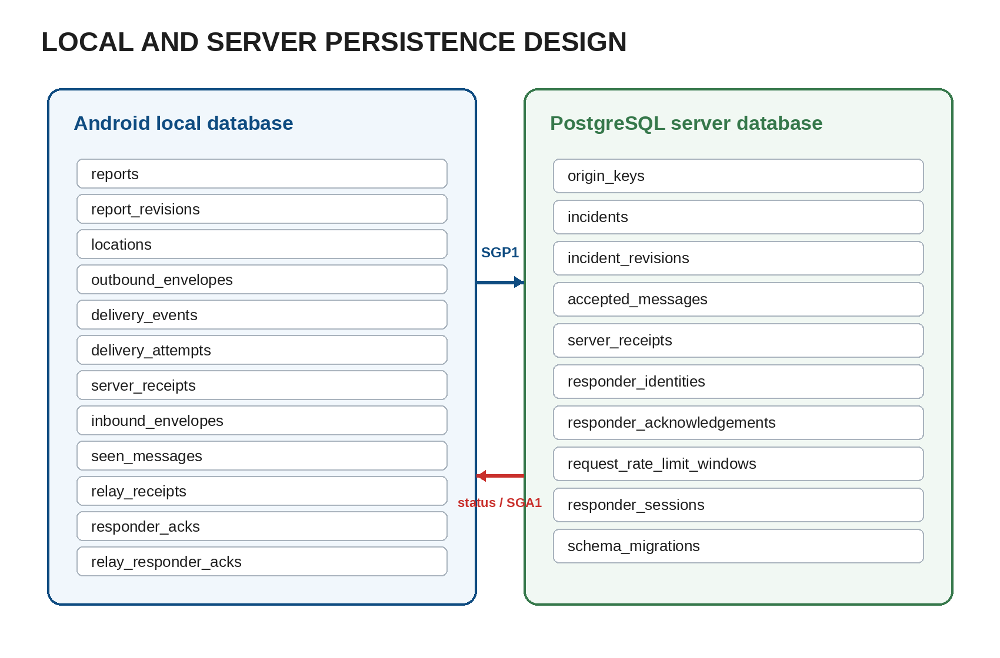 LOCAL AND SERVER PERSISTENCE DESIGN
Android local database
reports
report_revisions
locations
outbound_envelopes
delivery_events
delivery_attempts
server_receipts
inbound_envelopes
seen_messages
relay_receipts
responder_acks
relay_responder_acks
SGP1
status / SGA1
PostgreSQL server database
origin_keys
incidents
incident_revisions
accepted_messages
server_receipts
responder_identities
responder_acknowledgements
request_rate_limit_windows
responder_sessions
schema_migrations